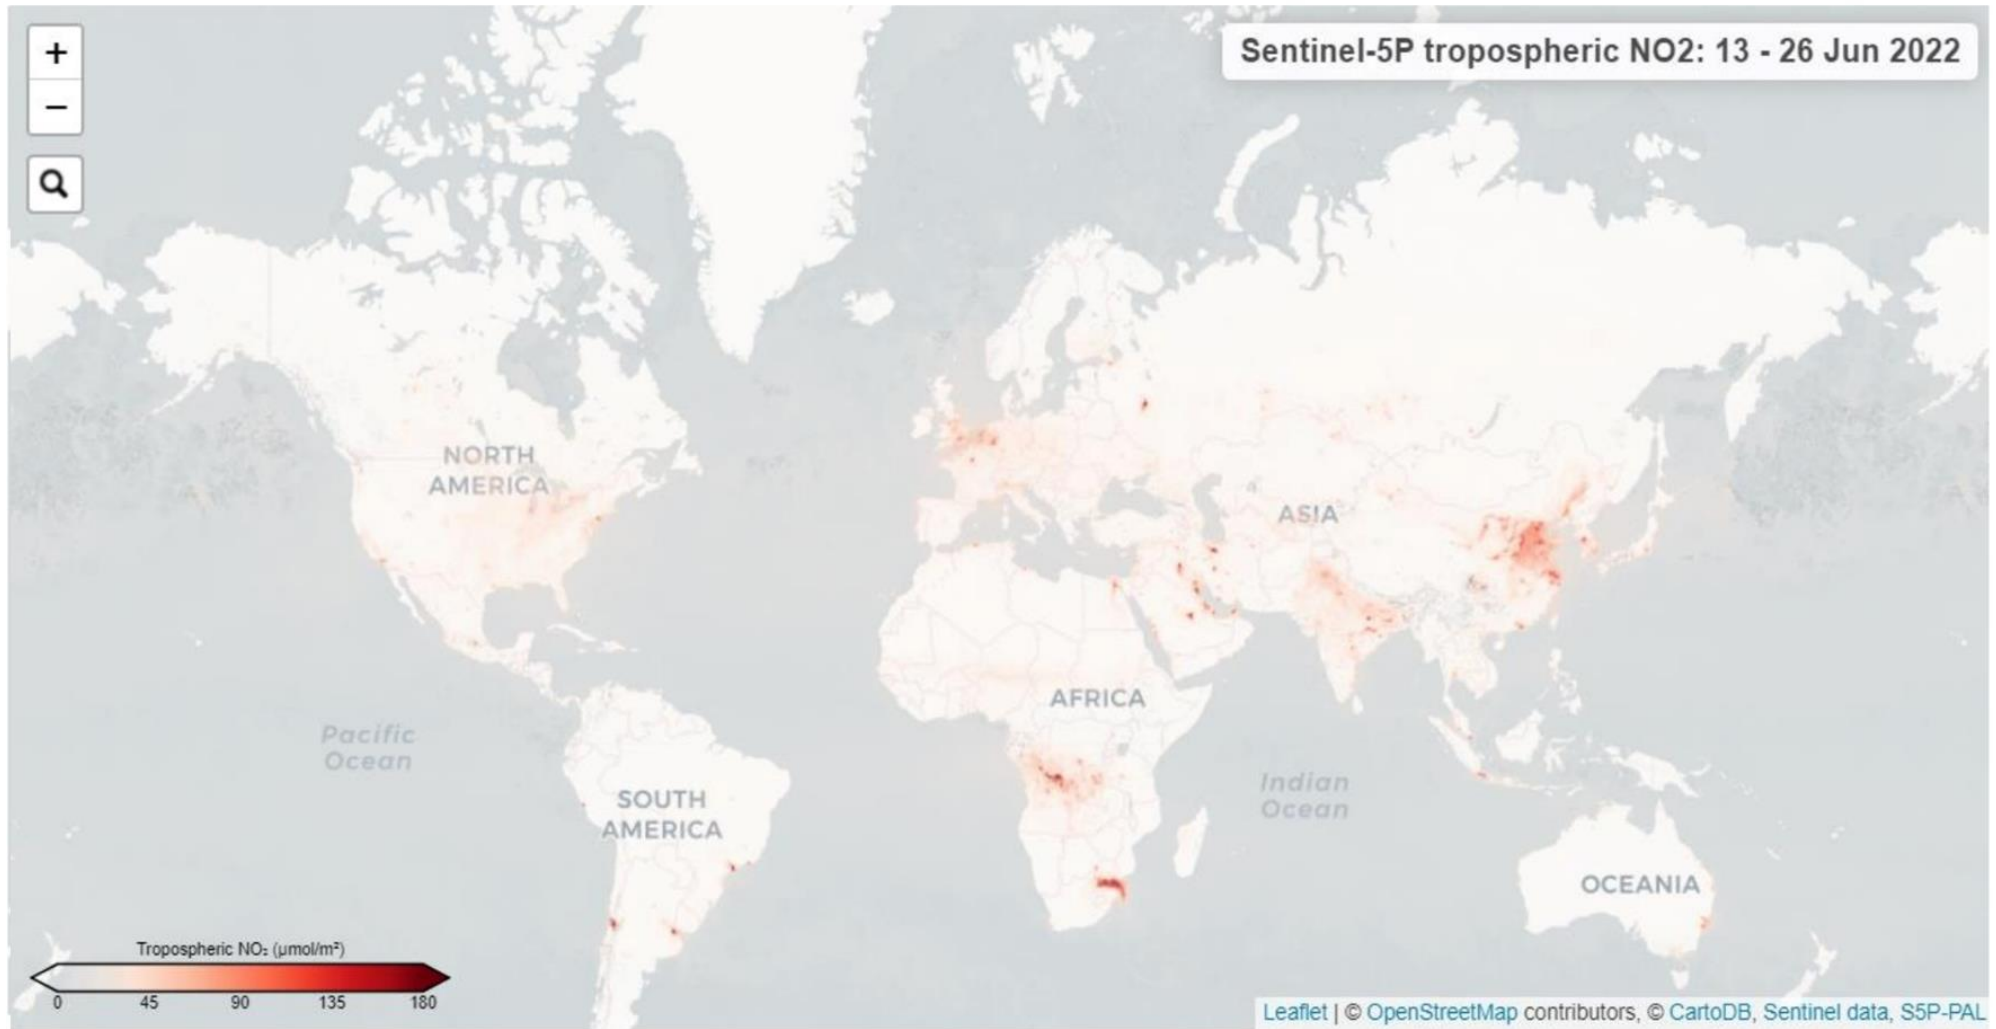 +
Sentinel-5P tropospheric NO2: 13 - 26 Jun 2022
−
NORTH
AMERICA
ASIA
AFRICA
Pacific
Ocean
Indian
Ocean
SOUTH
AMERICA
OCEANIA
Tropospheric NO₂ (µmol/m²)
0 45 90 135 180
Leaflet | © OpenStreetMap contributors, © CartoDB, Sentinel data, S5P-PAL